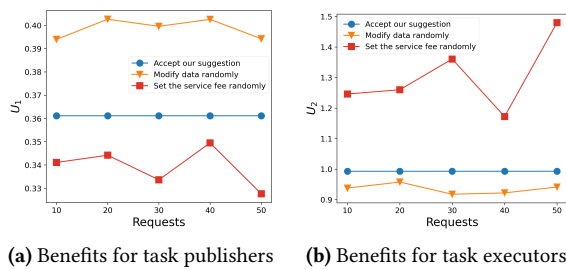 0.40
0.39
0.38
0.37
0.36
0.35
0.34
0.33
U1
Accept our suggestion
Modify data randomly
Set the service fee randomly
10 20 30 40 50
Requests
(a) Benefits for task publishers
1.5
1.4
1.3
1.2
1.1
1.0
0.9
U2
Accept our suggestion
Modify data randomly
Set the service fee randomly
10 20 30 40 50
Requests
(b) Benefits for task executors